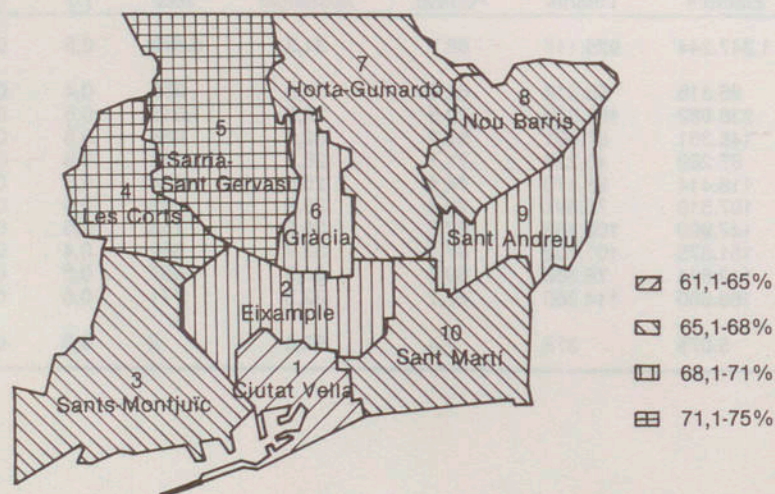 7
Horta-Guinardó
8
Nou Barris
5
Sarrià-
Sant Gervasi
4
Les Corts
6
Gràcia
9
Sant Andreu
2
Eixample
10
Sant Martí
3
Sants-Montjuïc
1
Ciutat Vella
61,1-65%
65,1-68%
68,1-71%
71,1-75%